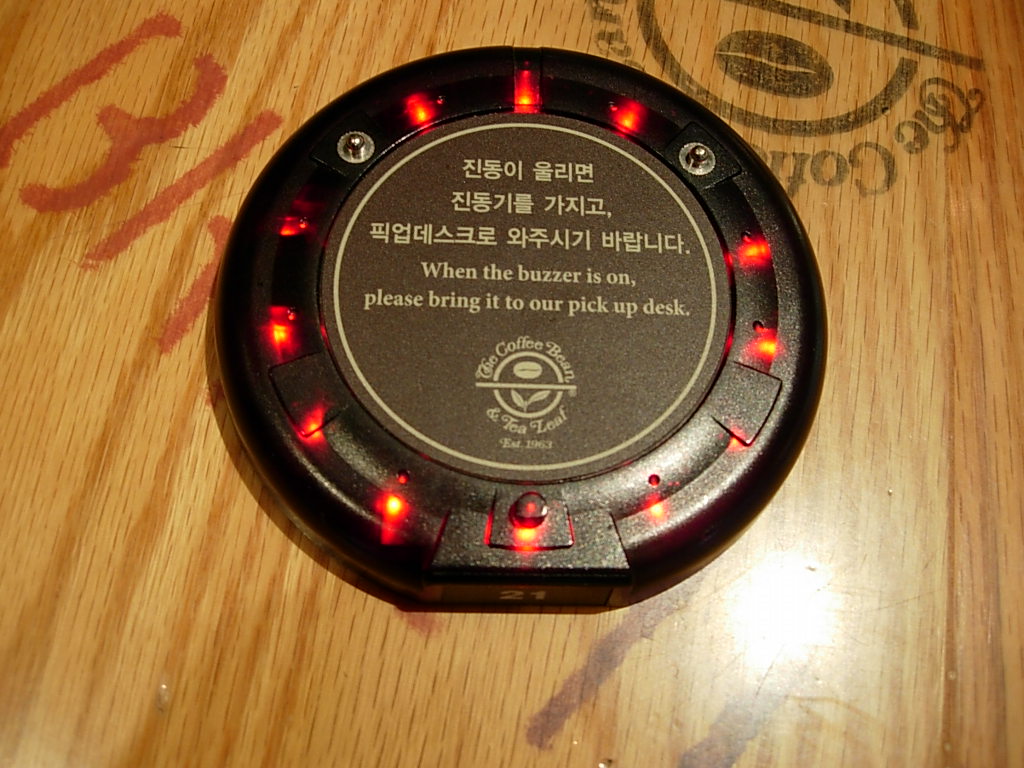 진동이 울리면
진동기를 가지고,
픽업데스크로 와주시기 바랍니다.
When the buzzer is on,
please bring it to our pick up desk.
The Coffee Bean
& Tea Leaf
Est. 1963
21
The